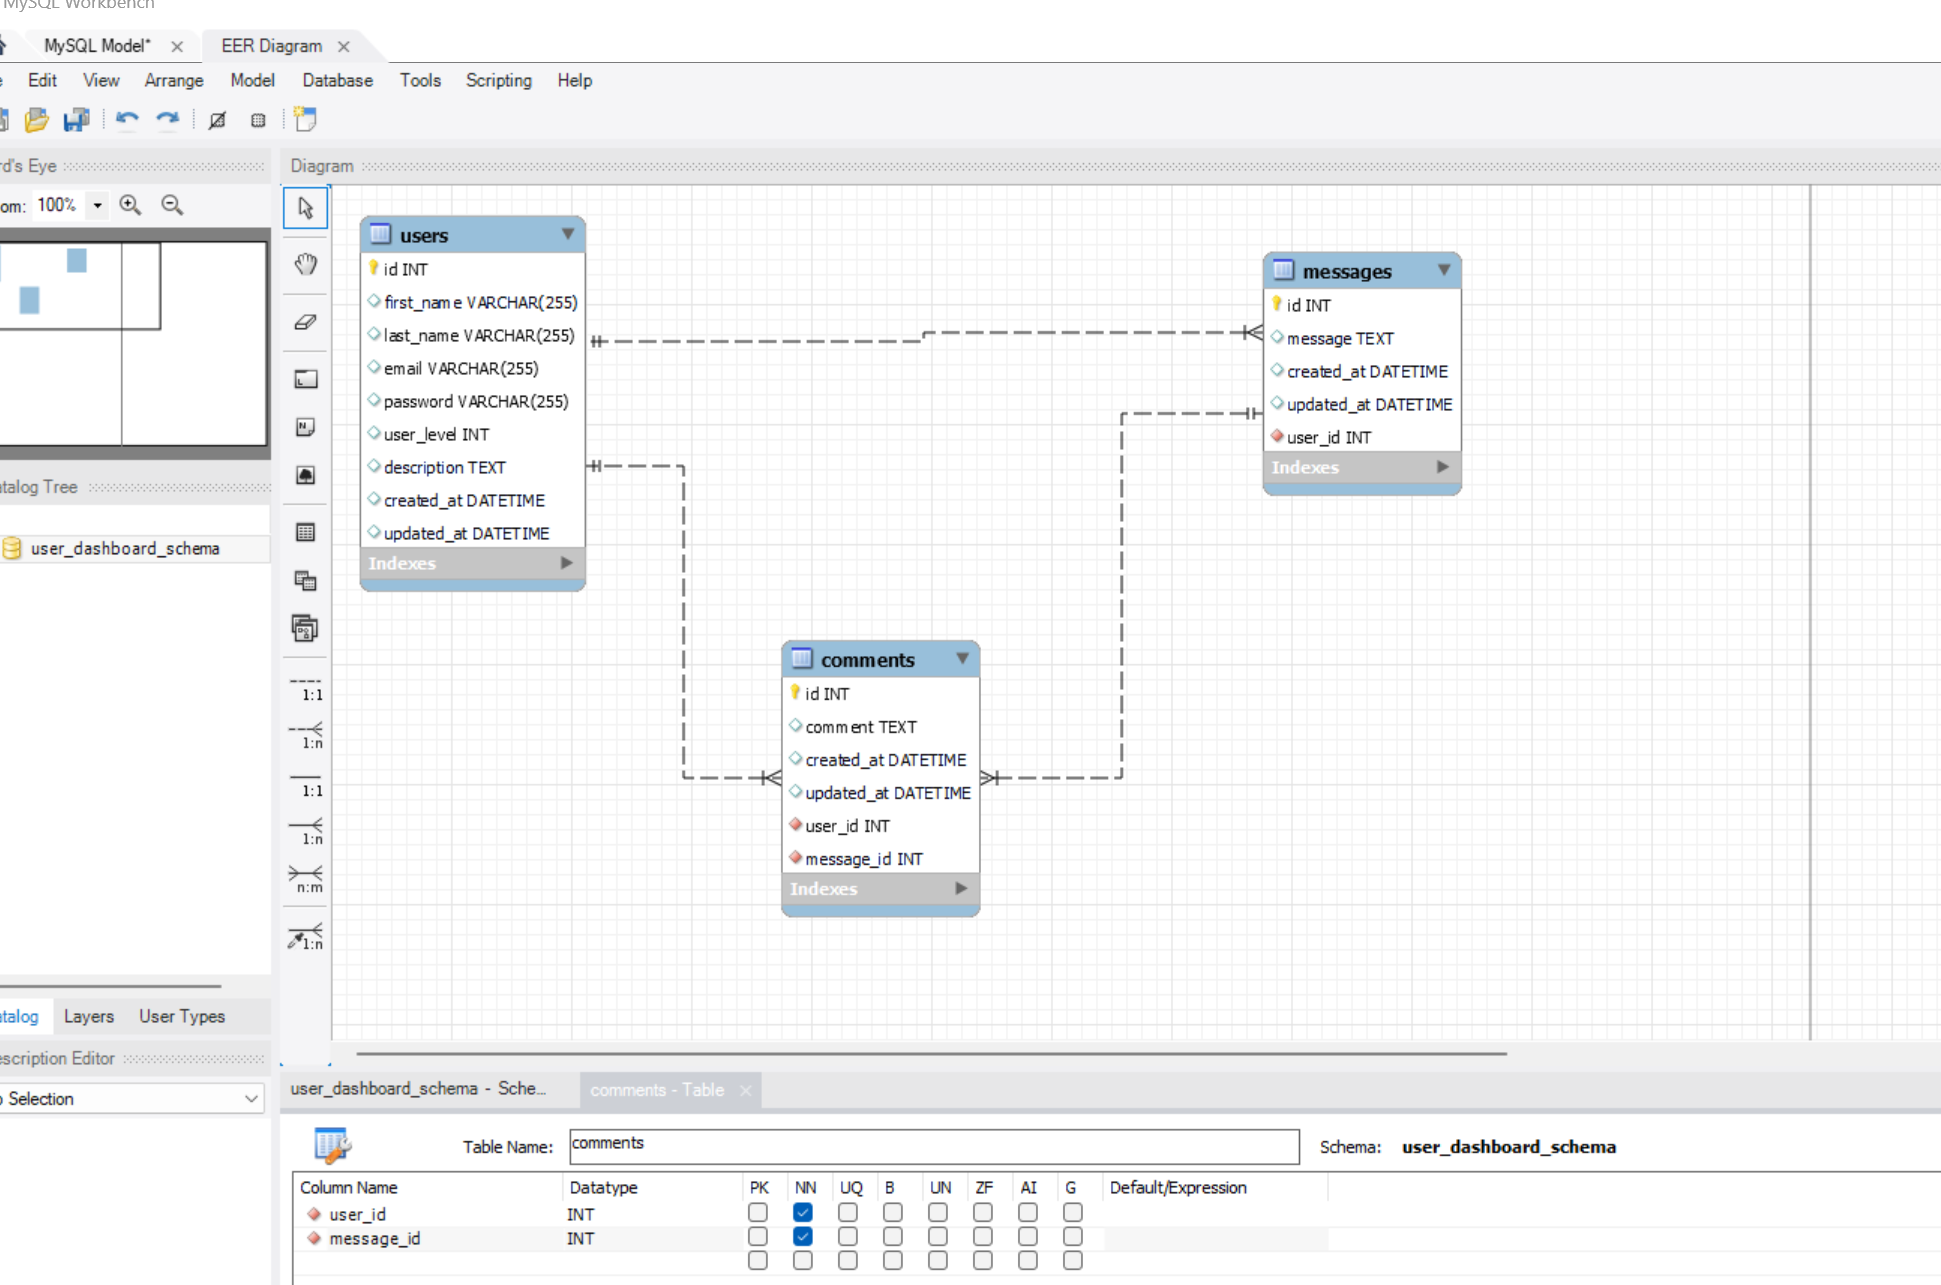 MySQL Workbench
MySQL Model* × EER Diagram ×
Edit View Arrange Model Database Tools Scripting Help
rd's Eye
om: 100%
Diagram
users
id INT
first_name VARCHAR(255)
last_name VARCHAR(255)
email VARCHAR(255)
password VARCHAR(255)
user_level INT
description TEXT
created_at DATETIME
updated_at DATETIME
Indexes
messages
id INT
message TEXT
created_at DATETIME
updated_at DATETIME
user_id INT
Indexes
comments
id INT
comment TEXT
created_at DATETIME
updated_at DATETIME
user_id INT
message_id INT
Indexes
1:1
1:n
1:1
1:n
n:m
1:n
atalog Tree
user_dashboard_schema
atalog Layers User Types
escription Editor
o Selection
user_dashboard_schema - Sche... comments - Table ×
Table Name: comments Schema: user_dashboard_schema
Column Name Datatype PK NN UQ B UN ZF AI G Default/Expression
user_id INT
message_id INT